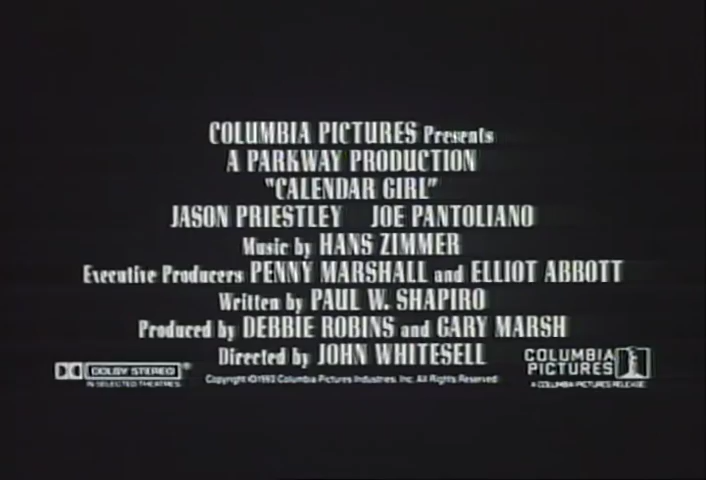 COLUMBIA PICTURES Presents
A PARKWAY PRODUCTION
"CALENDAR GIRL"
JASON PRIESTLEY JOE PANTOLIANO
Music by HANS ZIMMER
Executive Producers PENNY MARSHALL and ELLIOT ABBOTT
Written by PAUL W. SHAPIRO
Produced by DEBBIE ROBINS and GARY MARSH
Directed by JOHN WHITESELL
DOLBY STEREO ®
IN SELECTED THEATRES
Copyright ©1993 Columbia Pictures Industries, Inc. All Rights Reserved
COLUMBIA
PICTURES
A COLUMBIA PICTURES RELEASE